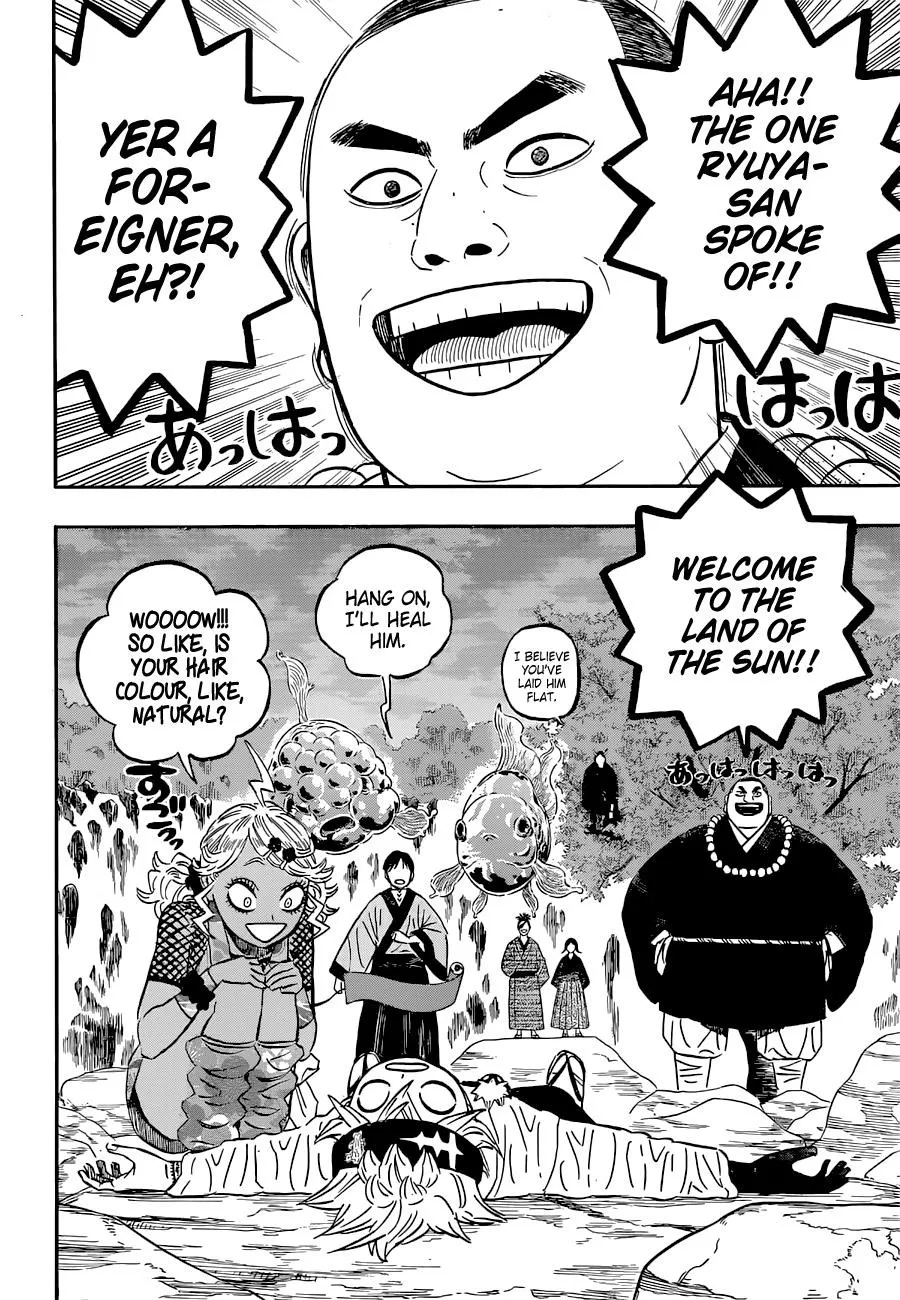 AHA!!
THE ONE
RYUYA-
SAN
SPOKE
OF!!
YER A
FOR-
EIGNER,
EH?!
はっは
あっはっ
WELCOME
TO THE
LAND OF
THE SUN!!
あっはっはっはっ
I BELIEVE
YOU'VE
LAID HIM
FLAT.
HANG ON,
I'LL HEAL
HIM.
WOOOOW!!!
SO LIKE, IS
YOUR HAIR
COLOUR, LIKE,
NATURAL?